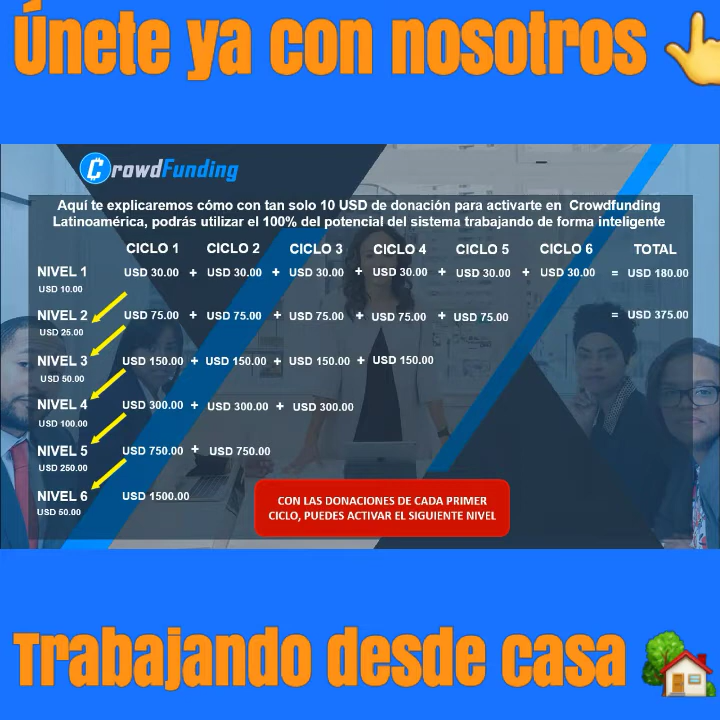 Únete ya con nosotros
CrowdFunding
Aquí te explicaremos cómo con tan solo 10 USD de donación para activarte en Crowdfunding
Latinoamérica, podrás utilizar el 100% del potencial del sistema trabajando de forma inteligente
CICLO 1 CICLO 2 CICLO 3 CICLO 4 CICLO 5 CICLO 6 TOTAL
NIVEL 1 USD 30.00 + USD 30.00 + USD 30.00 + USD 30.00 + USD 30.00 + USD 30.00 = USD 180.00
USD 10.00
NIVEL 2 USD 75.00 + USD 75.00 + USD 75.00 + USD 75.00 + USD 75.00 = USD 375.00
USD 25.00
NIVEL 3 USD 150.00 + USD 150.00 + USD 150.00 + USD 150.00
USD 50.00
NIVEL 4 USD 300.00 + USD 300.00 + USD 300.00
USD 100.00
NIVEL 5 USD 750.00 + USD 750.00
USD 250.00
NIVEL 6 USD 1500.00
USD 50.00
CON LAS DONACIONES DE CADA PRIMER
CICLO, PUEDES ACTIVAR EL SIGUIENTE NIVEL
Trabajando desde casa